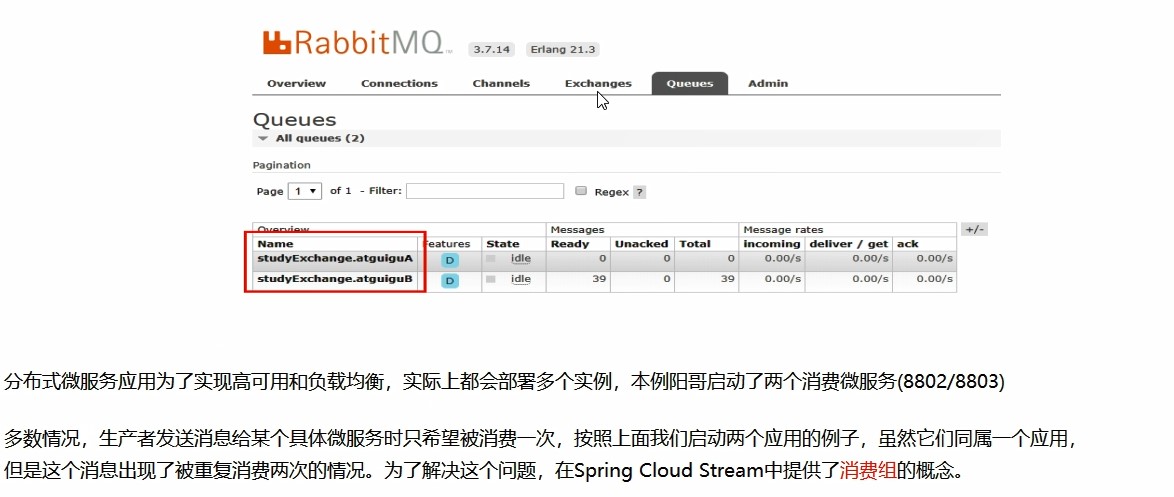 RabbitMQ TM 3.7.14 Erlang 21.3
Overview Connections Channels Exchanges Queues Admin
Queues
All queues (2)
Pagination
Page 1 of 1 - Filter: Regex ?
Overview Messages Message rates +/-
Name Features State Ready Unacked Total incoming deliver / get ack
studyExchange.atguiguA D idle 0 0 0 0.00/s 0.00/s 0.00/s
studyExchange.atguiguB D idle 39 0 39 0.00/s 0.00/s 0.00/s
分布式微服务应用为了实现高可用和负载均衡，实际上都会部署多个实例，本例阳哥启动了两个消费微服务(8802/8803)
多数情况，生产者发送消息给某个具体微服务时只希望被消费一次，按照上面我们启动两个应用的例子，虽然它们同属一个应用，
但是这个消息出现了被重复消费两次的情况。为了解决这个问题，在Spring Cloud Stream中提供了消费组的概念。